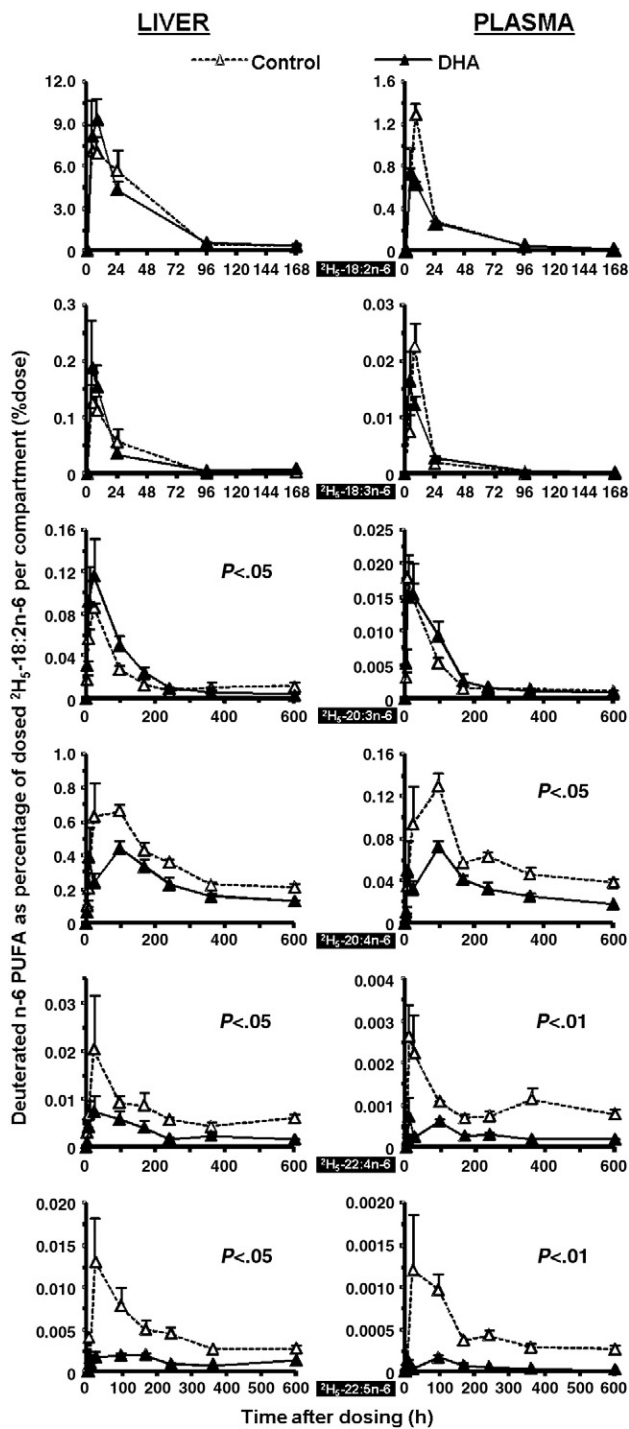 LIVER PLASMA
Control DHA
12.0 1.6
9.0 1.2
6.0 0.8
3.0 0.4
0 0
0 24 48 72 96 120 144 168 ²H₅-18:2n-6 0 24 48 72 96 120 144 168
0.3 0.03
0.2 0.02
0.1 0.01
0 0
0 24 48 72 96 120 144 168 ²H₅-18:3n-6 0 24 48 72 96 120 144 168
0.16 0.025
P<.05
0.12 0.020
0.015
0.08
0.010
0.04
0.005
0 0
0 200 400 600 ²H₅-20:3n-6 0 200 400 600
1.0 0.16
P<.05
0.8 0.12
0.6
0.08
0.4
0.04
0.2
0 0
0 200 400 600 ²H₅-20:4n-6 0 200 400 600
0.03 0.004
P<.05 P<.01
0.003
0.02
0.002
0.01
0.001
0 0
0 200 400 600 ²H₅-22:4n-6 0 200 400 600
0.020 0.0020
P<.05 P<.01
0.015 0.0015
0.010 0.0010
0.005 0.0005
0 0
0 100 200 300 400 500 600 ²H₅-22:5n-6 0 100 200 300 400 500 600
Time after dosing (h)
Deuterated n-6 PUFA as percentage of dosed ²H₅-18:2n-6 per compartment (%dose)